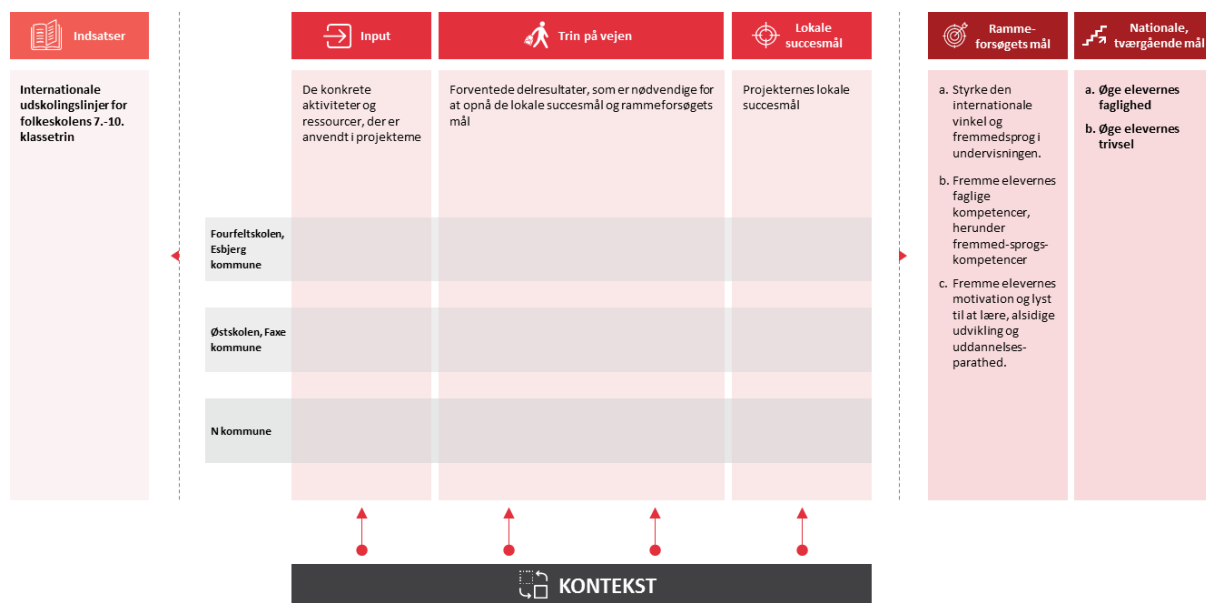 Indsatser
Internationale
udskolingslinjer for
folkeskolens 7.-10.
klassetrin
Input
De konkrete
aktiviteter og
ressourcer, der er
anvendt i projekterne
Trin på vejen
Forventede delresultater, som er nødvendige for
at opnå de lokale succesmål og rammeforsøgets
mål
Lokale
succesmål
Projekternes lokale
succesmål
Fourfeltskolen,
Esbjerg
kommune
Østskolen, Faxe
kommune
N kommune
Ramme-
forsøgets mål
a. Styrke den
internationale
vinkel og
fremmedsprog i
undervisningen.
b. Fremme elevernes
faglige
kompetencer,
herunder
fremmed-sprogs-
kompetencer
c. Fremme elevernes
motivation og lyst
til at lære, alsidige
udvikling og
uddannelses-
parathed.
Nationale,
tværgående mål
a. Øge elevernes
faglighed
b. Øge elevernes
trivsel
KONTEKST